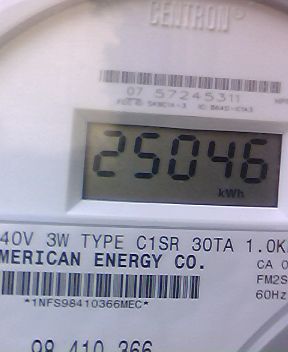 CENTRON®
07 57245311
25046
kWh
40V 3W TYPE C1SR 30TA 1.0K
MERICAN ENERGY CO.
CA 0
FM2S
*1NFS98410366MEC*
60Hz
98 410 366